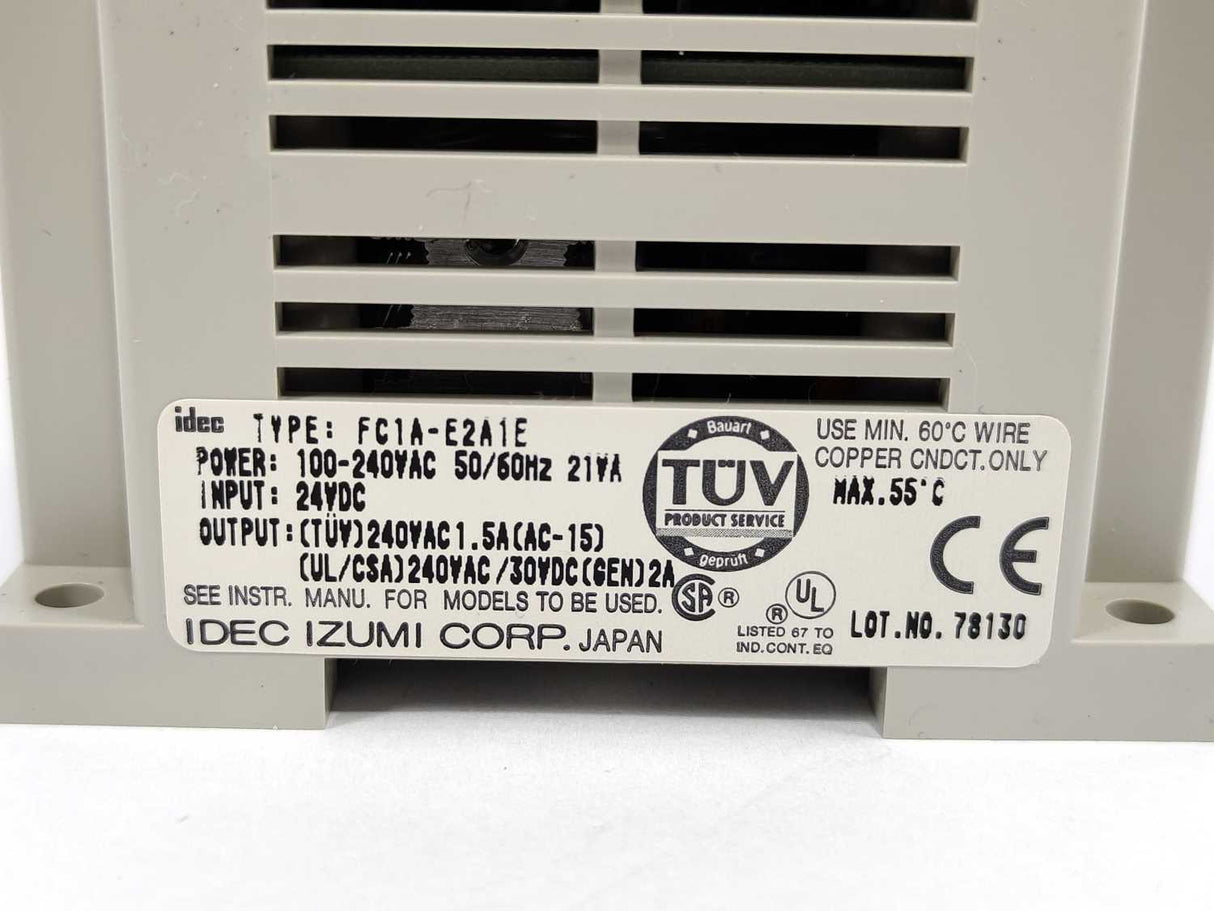 idec TYPE: FC1A-E2A1E
POWER: 100-240VAC 50/60Hz 21VA
INPUT: 24VDC
OUTPUT:(TÜV)240VAC1.5A(AC-15)
(UL/CSA)240VAC/30VDC(GEN)2A
SEE INSTR. MANU. FOR MODELS TO BE USED.
IDEC IZUMI CORP. JAPAN
Bauart
TÜV
PRODUCT SERVICE
geprüft
SA ®
® UL
LISTED 67 TO
IND.CONT.EQ
USE MIN. 60°C WIRE
COPPER CNDCT.ONLY
MAX.55°C
CE
LOT.NO. 78130